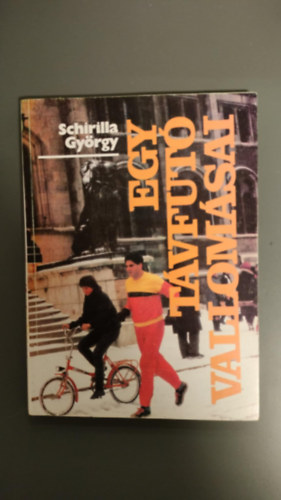 Schirilla
György
EGY
TÁVFUTÓ
VALLOMÁSAI